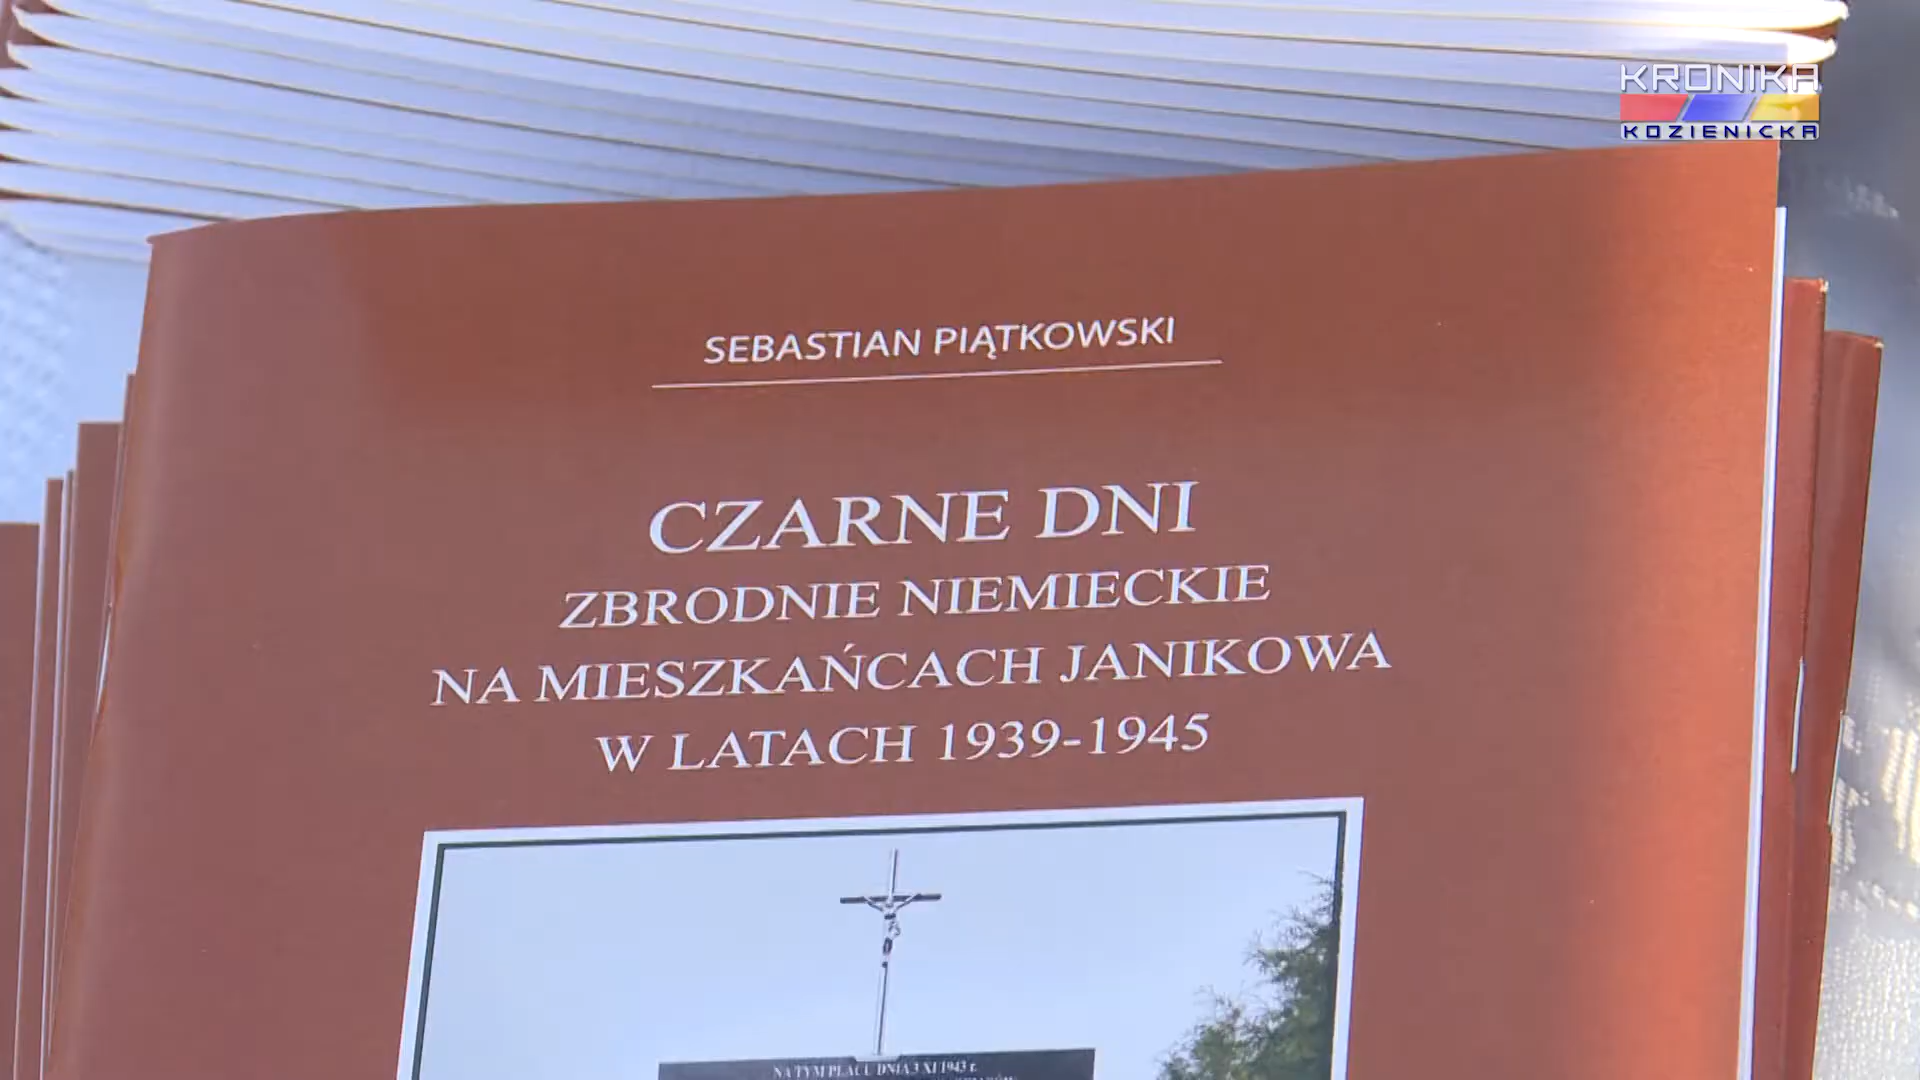 KRONIKA
KOZIENICKA
SEBASTIAN PIĄTKOWSKI
CZARNE DNI
ZBRODNIE NIEMIECKIE
NA MIESZKAŃCACH JANIKOWA
W LATACH 1939-1945
NA TYM PLACU DNIA 3 XI 1943 r.